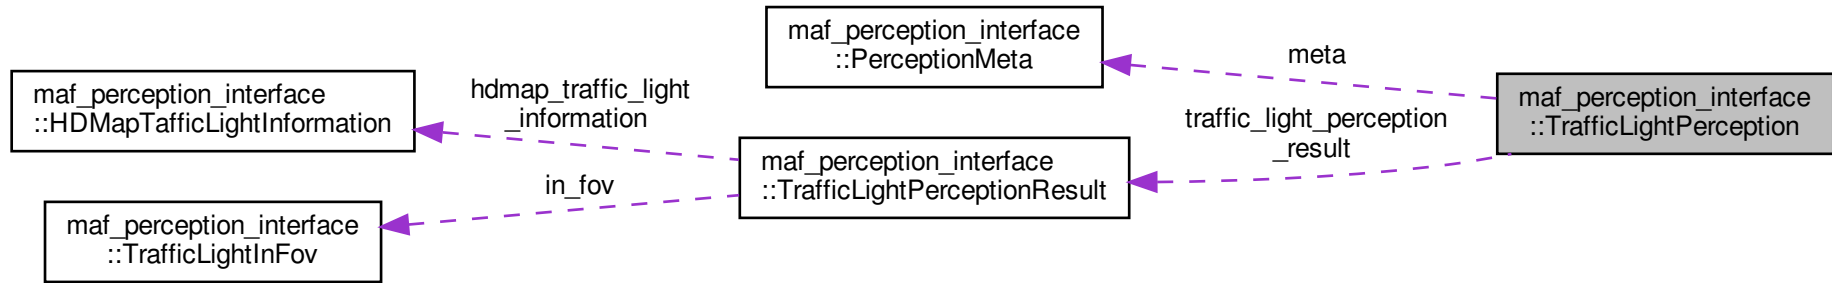 maf_perception_interface
::PerceptionMeta
meta
maf_perception_interface
::TrafficLightPerception
maf_perception_interface
::HDMapTafficLightInformation
hdmap_traffic_light
_information
traffic_light_perception
_result
maf_perception_interface
::TrafficLightPerceptionResult
in_fov
maf_perception_interface
::TrafficLightInFov